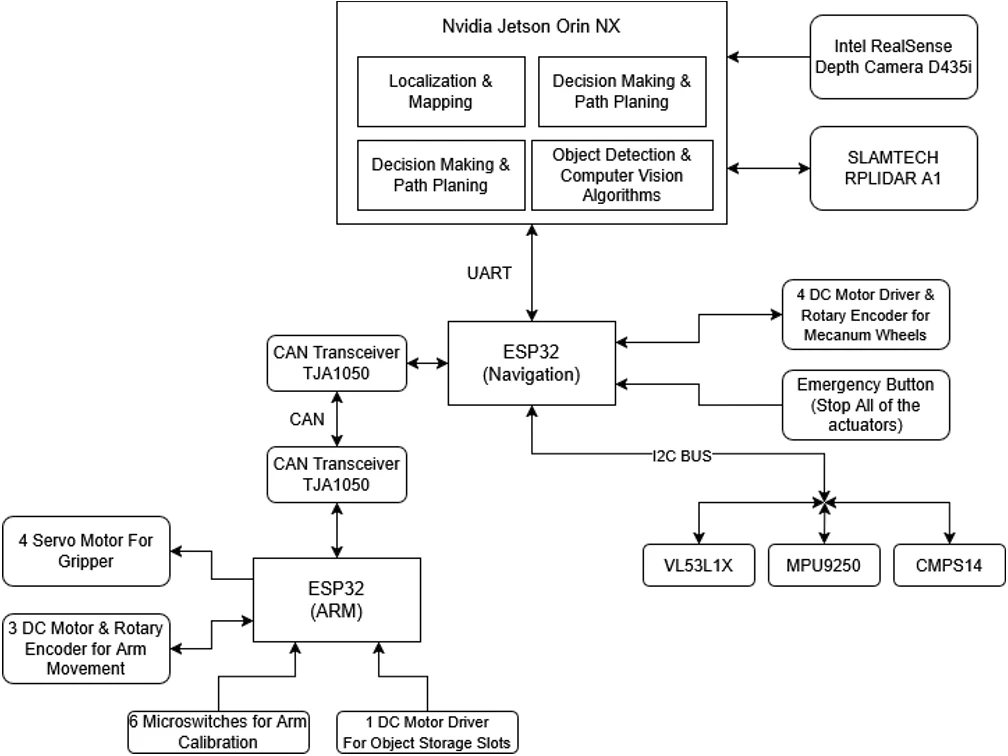 Nvidia Jetson Orin NX
Localization &
Mapping
Decision Making &
Path Planing
Decision Making &
Path Planing
Object Detection &
Computer Vision
Algorithms
Intel RealSense
Depth Camera D435i
SLAMTECH
RPLIDAR A1
UART
4 DC Motor Driver &
Rotary Encoder for
Mecanum Wheels
ESP32
(Navigation)
CAN Transceiver
TJA1050
Emergency Button
(Stop All of the
actuators)
CAN
I2C BUS
CAN Transceiver
TJA1050
VL53L1X
MPU9250
CMPS14
4 Servo Motor For
Gripper
ESP32
(ARM)
3 DC Motor & Rotary
Encoder for Arm
Movement
6 Microswitches for Arm
Calibration
1 DC Motor Driver
For Object Storage Slots